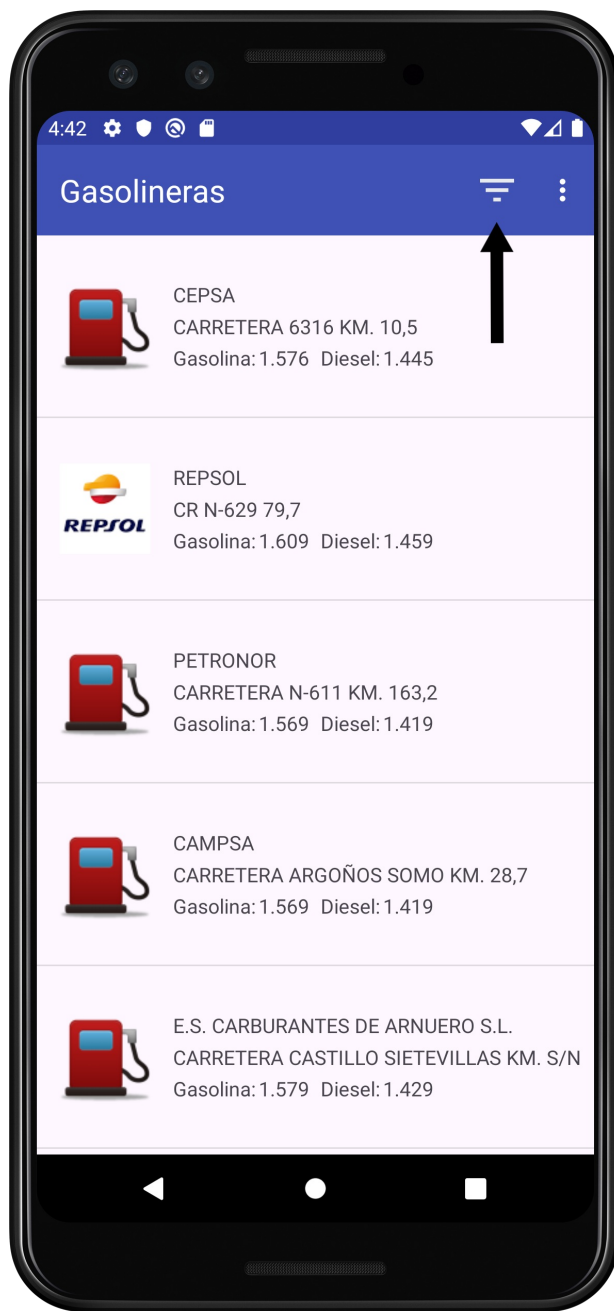 4:42
Gasolineras
CEPSA
CARRETERA 6316 KM. 10,5
Gasolina: 1.576 Diesel: 1.445
REPSOL
REPSOL
CR N-629 79,7
Gasolina: 1.609 Diesel: 1.459
PETRONOR
CARRETERA N-611 KM. 163,2
Gasolina: 1.569 Diesel: 1.419
CAMPSA
CARRETERA ARGOÑOS SOMO KM. 28,7
Gasolina: 1.569 Diesel: 1.419
E.S. CARBURANTES DE ARNUERO S.L.
CARRETERA CASTILLO SIETEVILLAS KM. S/N
Gasolina: 1.579 Diesel: 1.429